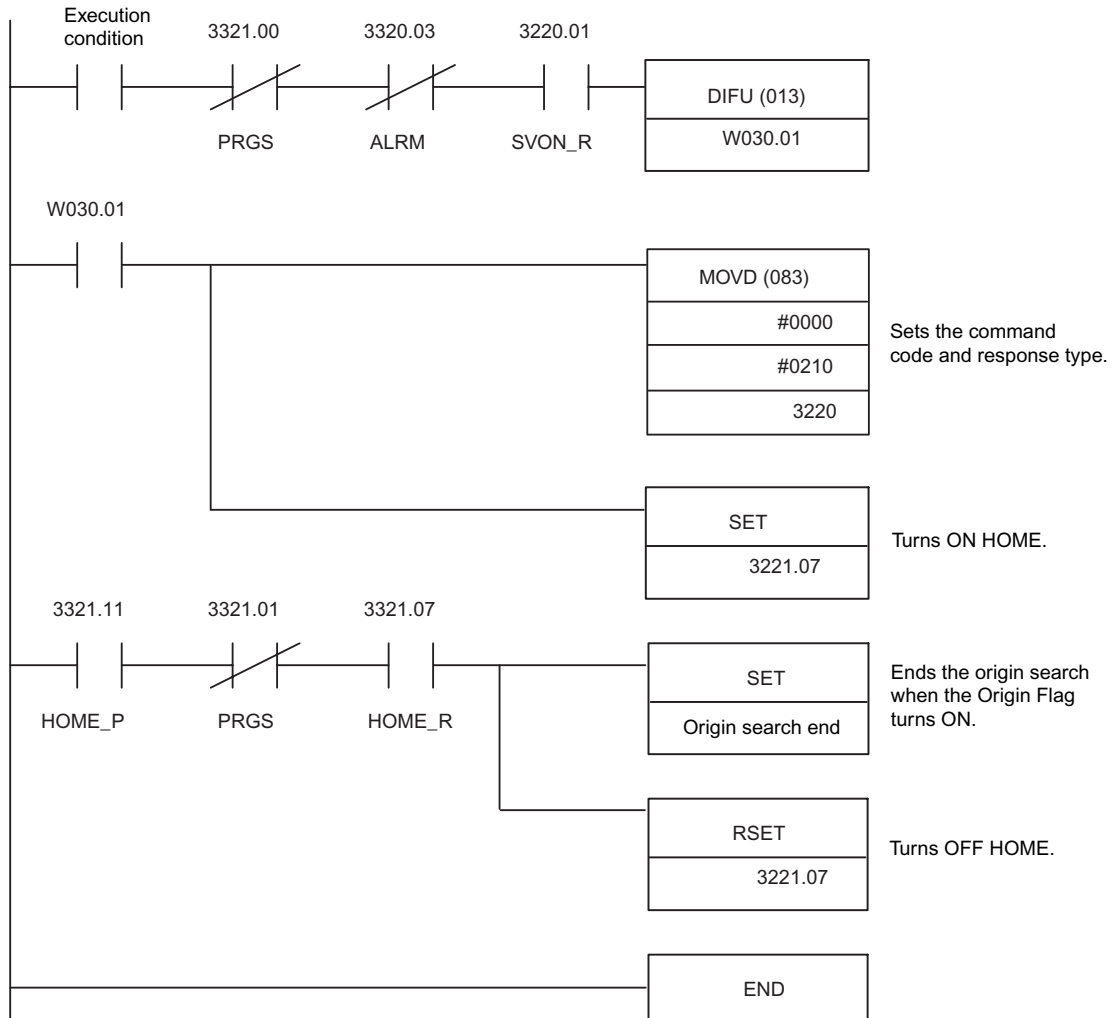 Execution
condition
3321.00
3320.03
3220.01
DIFU (013)
W030.01
PRGS
ALRM
SVON_R
W030.01
MOVD (083)
#0000
#0210
3220
Sets the command
code and response type.
SET
3221.07
Turns ON HOME.
3321.11
3321.01
3321.07
SET
Origin search end
Ends the origin search
when the Origin Flag
turns ON.
HOME_P
PRGS
HOME_R
RSET
3221.07
Turns OFF HOME.
END